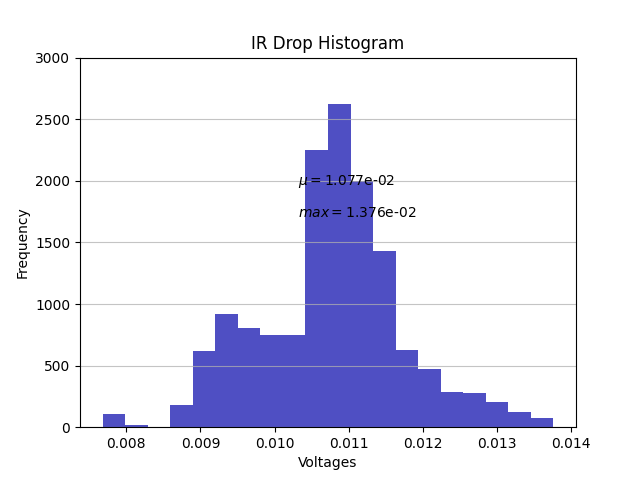 IR Drop Histogram
3000
2500
2000
1500
1000
500
0
Frequency
μ = 1.077e-02
max = 1.376e-02
0.008 0.009 0.010 0.011 0.012 0.013 0.014
Voltages